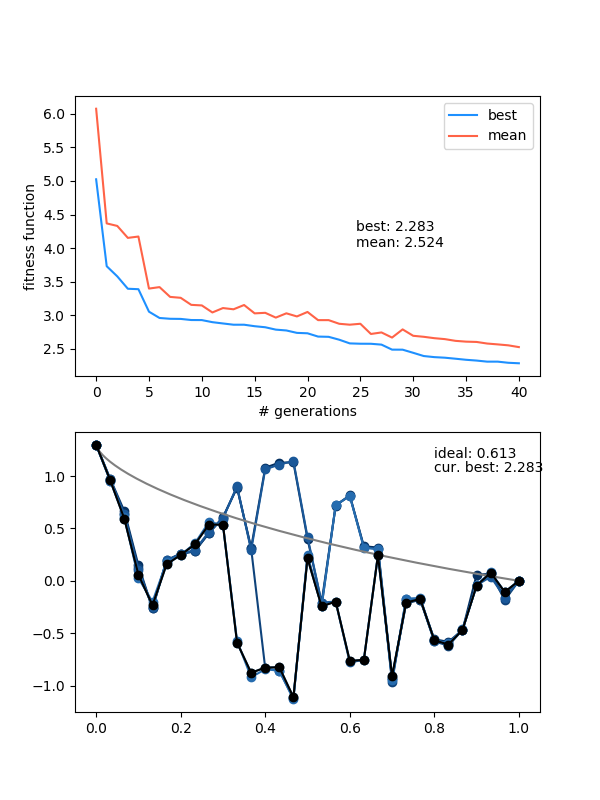 6.0
5.5
5.0
4.5
4.0
3.5
3.0
2.5
fitness function
best
mean
best: 2.283
mean: 2.524
0 5 10 15 20 25 30 35 40
# generations
ideal: 0.613
cur. best: 2.283
1.0
0.5
0.0
−0.5
−1.0
0.0 0.2 0.4 0.6 0.8 1.0